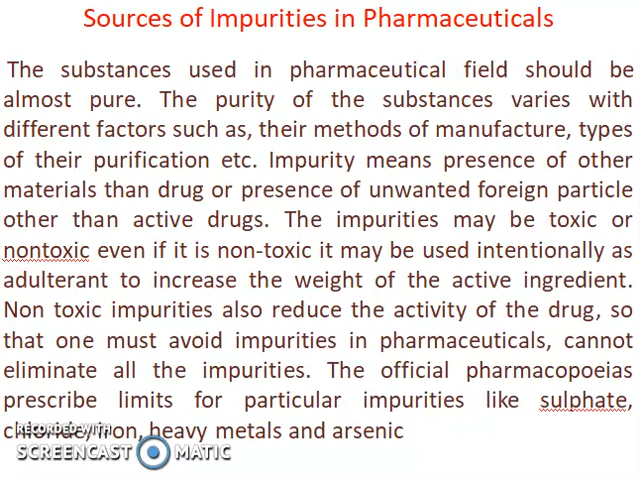 Sources of Impurities in Pharmaceuticals
The substances used in pharmaceutical field should be
almost pure. The purity of the substances varies with
different factors such as, their methods of manufacture, types
of their purification etc. Impurity means presence of other
materials than drug or presence of unwanted foreign particle
other than active drugs. The impurities may be toxic or
nontoxic even if it is non-toxic it may be used intentionally as
adulterant to increase the weight of the active ingredient.
Non toxic impurities also reduce the activity of the drug, so
that one must avoid impurities in pharmaceuticals, cannot
eliminate all the impurities. The official pharmacopoeias
prescribe limits for particular impurities like sulphate,
chloride, iron, heavy metals and arsenic
RECORDED WITH
SCREENCAST MATIC